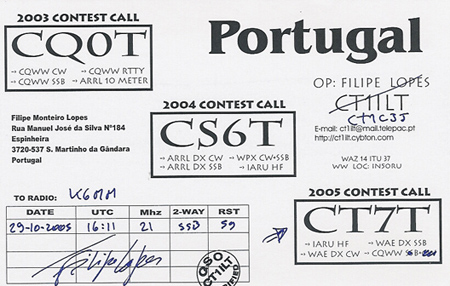 2003 CONTEST CALL
CQ0T
→ CQWW CW → CQWW RTTY
→ CQWW SSB → ARRL 10 METER
Portugal
OP: FILIPE LOPES
CT1ILT
E-mail: ct1ilt@mail.telepac.pt
http://ct1ilt.cybton.com
WAZ 14 ITU 37
WW LOC: IN50RU
2004 CONTEST CALL
CS6T
→ ARRL DX CW → WPX CW+SSB
→ ARRL DX SSB → IARU HF
Filipe Monteiro Lopes
Rua Manuel José da Silva Nº184
Espinheira
3720-537 S. Martinho da Gândara
Portugal
TO RADIO: K6MM
DATE UTC Mhz 2-WAY RST
29-10-2005 16:11 21 SSB 59
Filipe Lopes
QSO
CT1ILT
2005 CONTEST CALL
CT7T
→ IARU HF → WAE DX SSB
→ WAE DX CW → CQWW